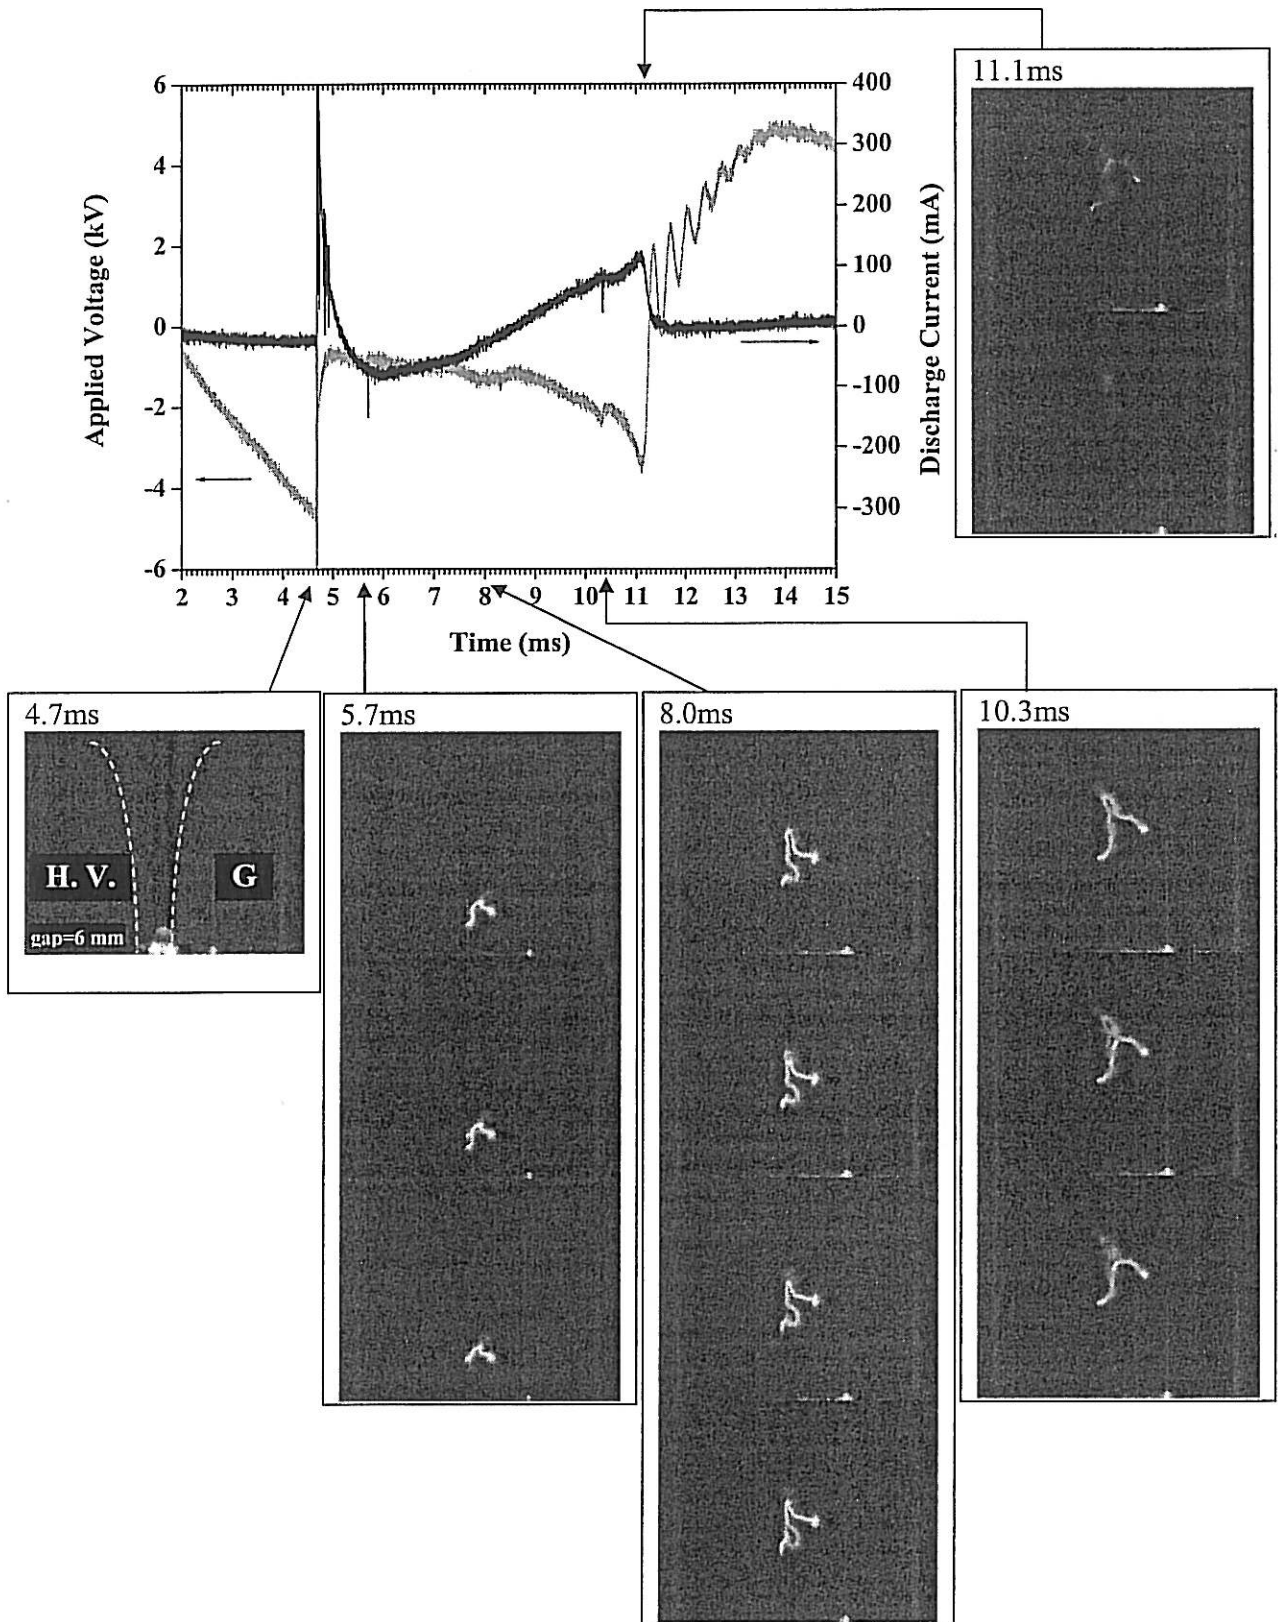 11.1ms
6
4
2
0
-2
-4
-6
Applied Voltage (kV)
400
300
200
100
0
-100
-200
-300
Discharge Current (mA)
2 3 4 5 6 7 8 9 10 11 12 13 14 15
Time (ms)
4.7ms
H. V.
G
gap=6 mm
5.7ms
8.0ms
10.3ms